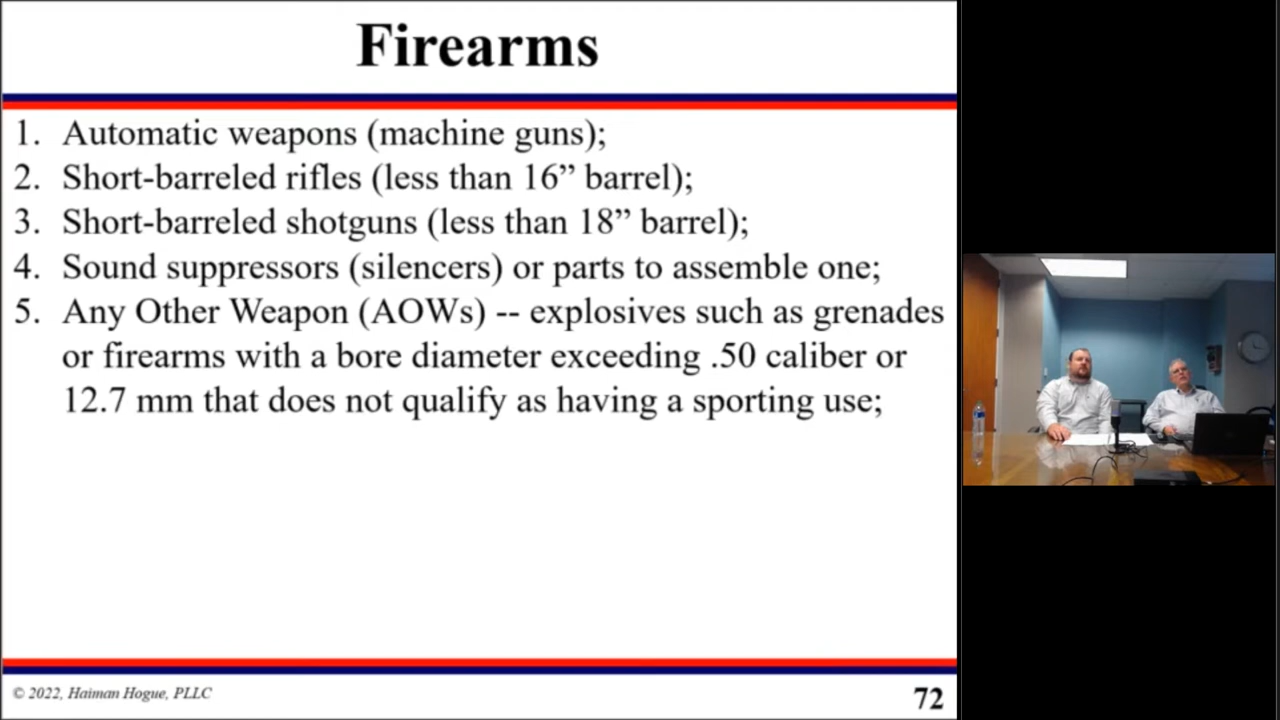 Firearms
1. Automatic weapons (machine guns);
2. Short-barreled rifles (less than 16” barrel);
3. Short-barreled shotguns (less than 18” barrel);
4. Sound suppressors (silencers) or parts to assemble one;
5. Any Other Weapon (AOWs) -- explosives such as grenades
or firearms with a bore diameter exceeding .50 caliber or
12.7 mm that does not qualify as having a sporting use;
© 2022, Haiman Hogue, PLLC
72